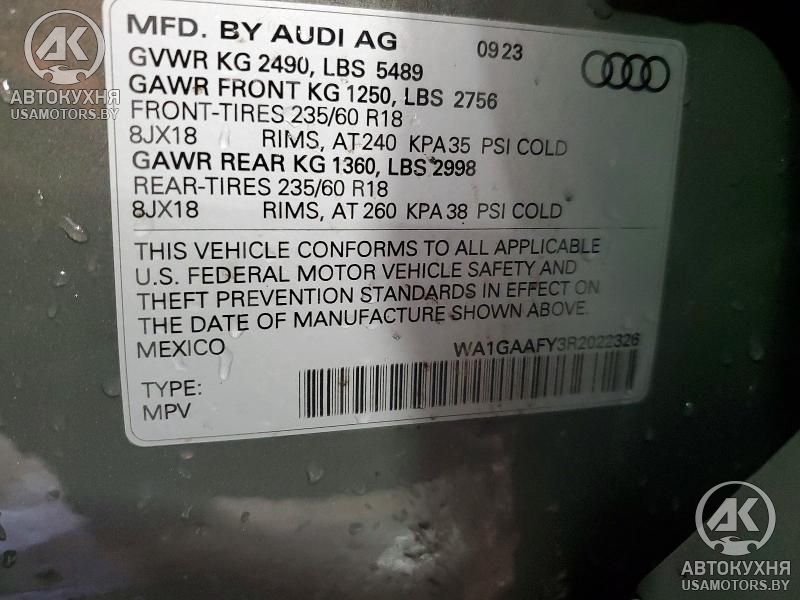 MFD. BY AUDI AG 09 23
GVWR KG 2490, LBS 5489
GAWR FRONT KG 1250, LBS 2756
FRONT-TIRES 235/60 R18
8JX18 RIMS, AT 240 KPA 35 PSI COLD
GAWR REAR KG 1360, LBS 2998
REAR-TIRES 235/60 R18
8JX18 RIMS, AT 260 KPA 38 PSI COLD
THIS VEHICLE CONFORMS TO ALL APPLICABLE
U.S. FEDERAL MOTOR VEHICLE SAFETY AND
THEFT PREVENTION STANDARDS IN EFFECT ON
THE DATE OF MANUFACTURE SHOWN ABOVE.
MEXICO WA1GAAFY3R2022326
TYPE:
MPV
АК
АВТОКУХНЯ
USAMOTORS.BY
АК
АВТОКУХНЯ
USAMOTORS.BY